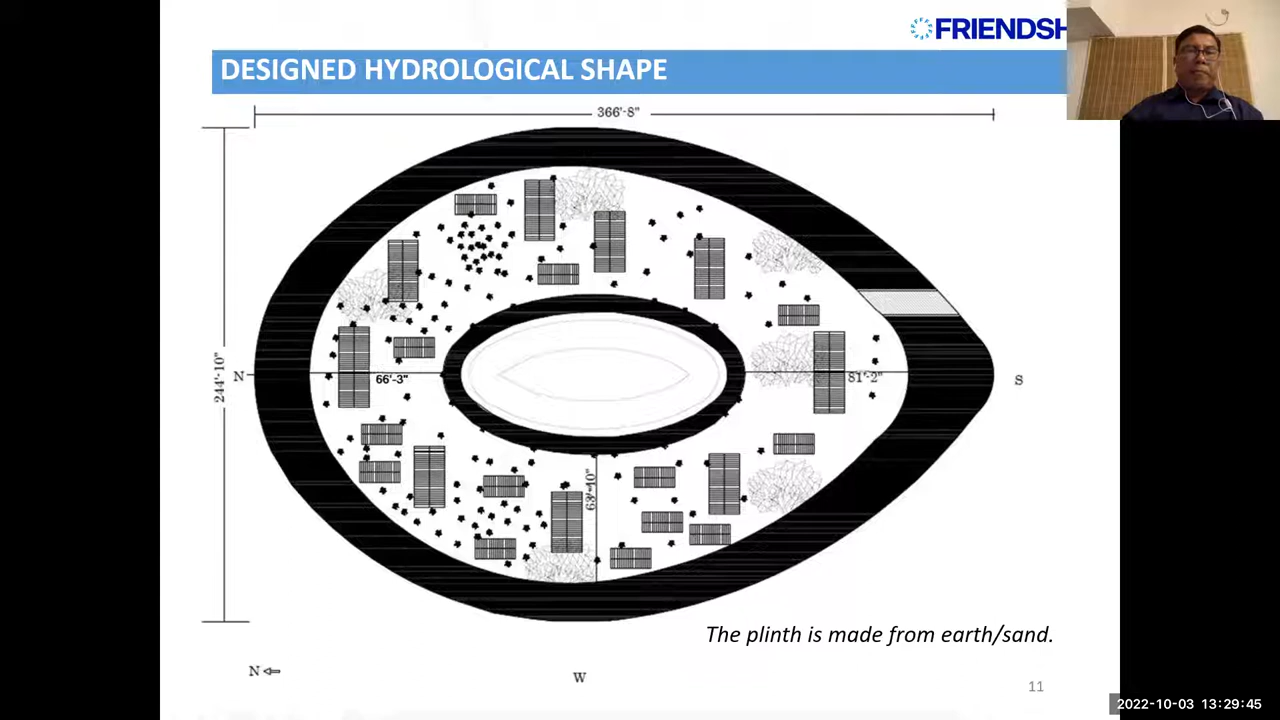 FRIENDSH
DESIGNED HYDROLOGICAL SHAPE
366'-8"
244'-10"
N
66'-3"
81'-2"
S
63'-10"
The plinth is made from earth/sand.
N
W
11
2022-10-03 13:29:45